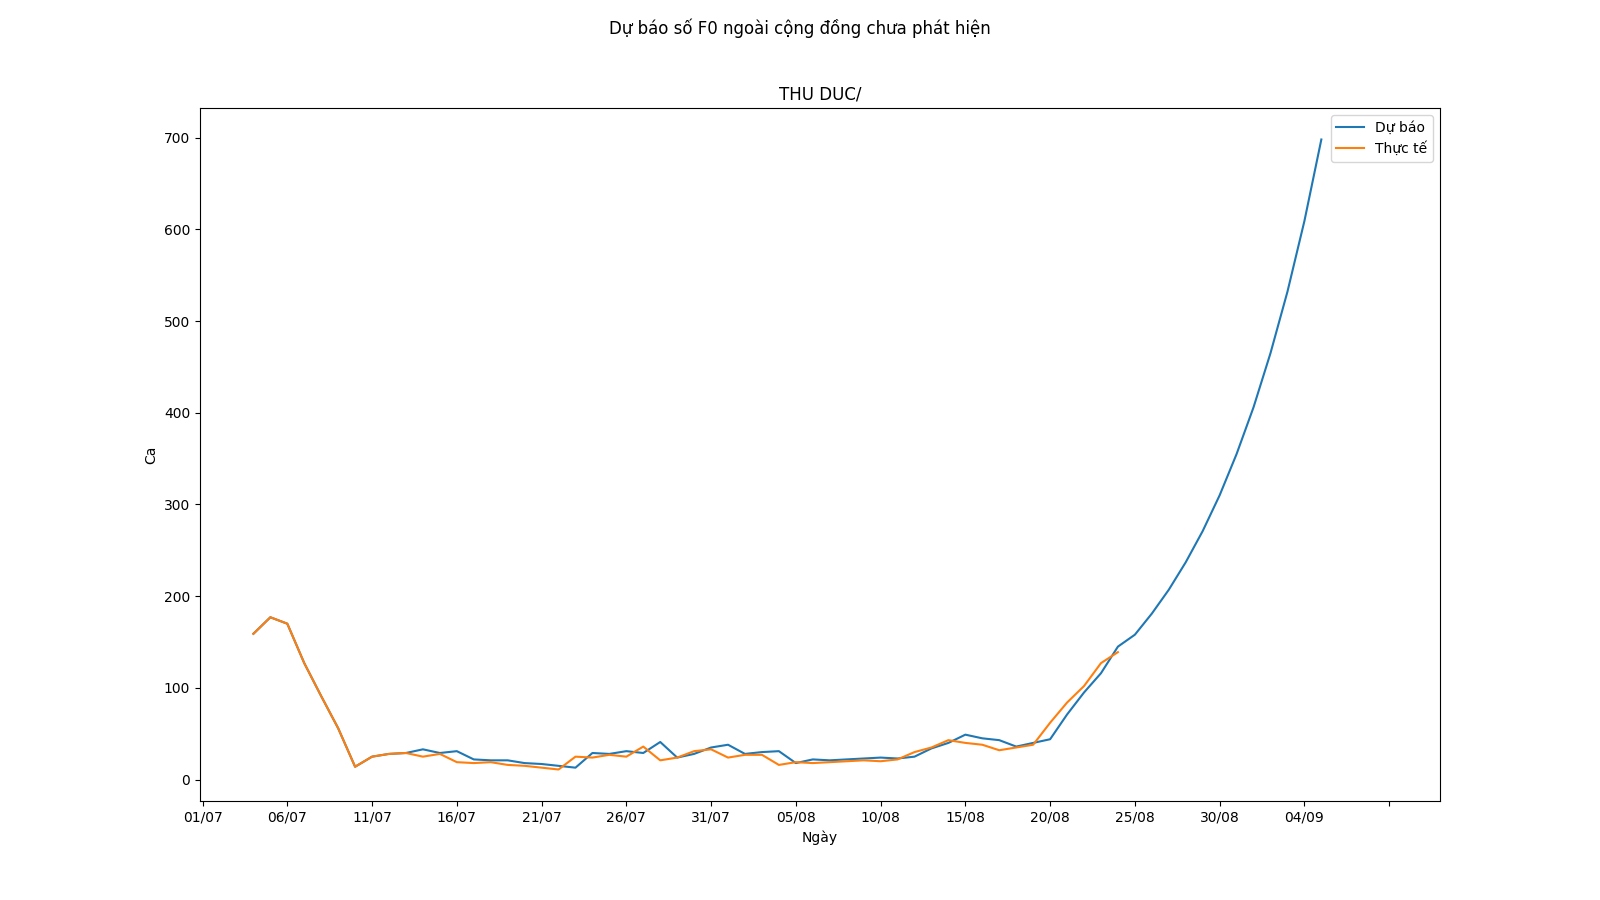 Dự báo số F0 ngoài cộng đồng chưa phát hiện
THU DUC/
Dự báo
Thực tế
700
600
500
400
300
200
100
0
Ca
01/07 06/07 11/07 16/07 21/07 26/07 31/07 05/08 10/08 15/08 20/08 25/08 30/08 04/09
Ngày